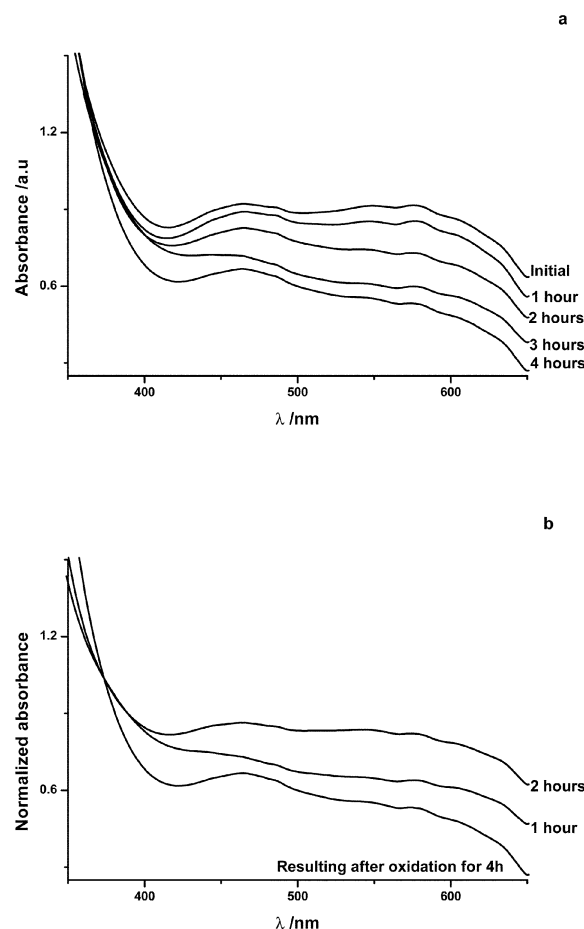 a
Absorbance /a.u
1.2
0.6
Initial
1 hour
2 hours
3 hours
4 hours
400
500
600
λ /nm
b
Normalized absorbance
1.2
0.6
2 hours
1 hour
Resulting after oxidation for 4h
400
500
600
λ /nm